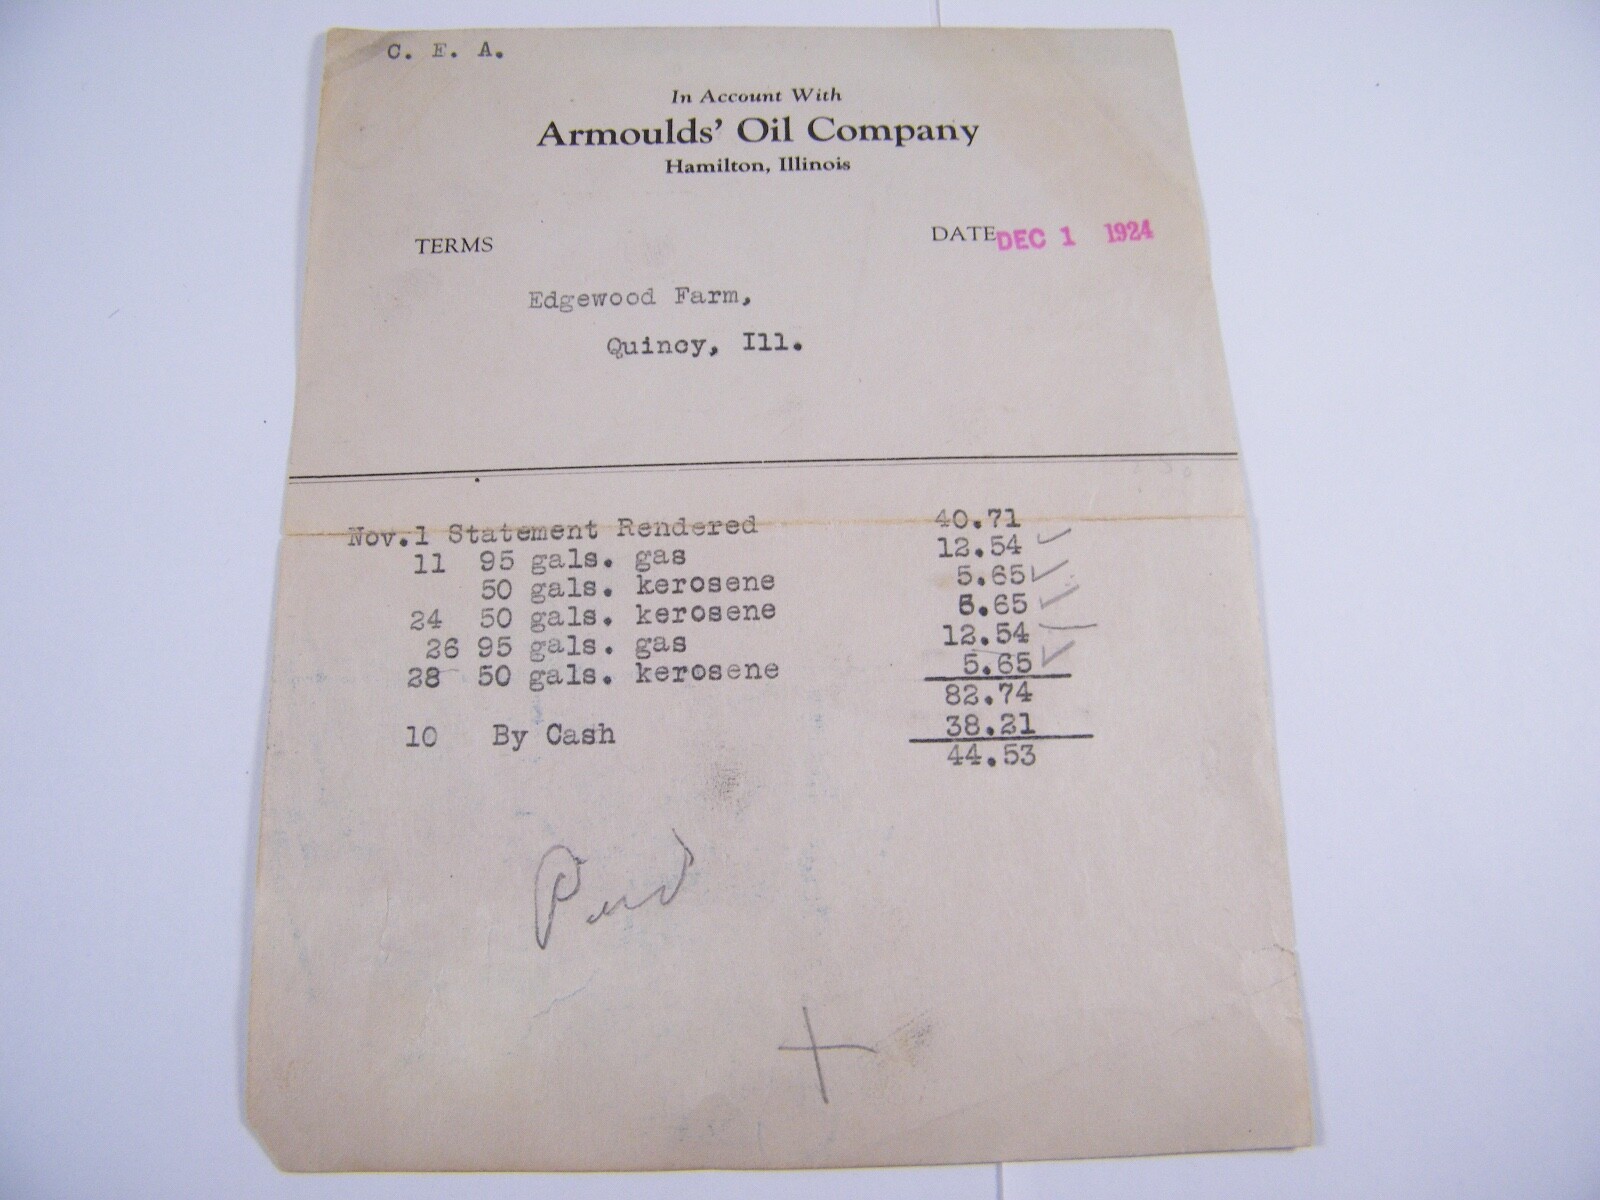 C. E. A.
In Account With
Armoulds' Oil Company
Hamilton, Illinois
TERMS
DATE DEC 1 1924
Edgewood Farm,
Quincy, Ill.
Nov.1 Statement Rendered 40.71
11 95 gals. gas 12.54
50 gals. kerosene 5.65
24 50 gals. kerosene 5.65
26 95 gals. gas 12.54
28 50 gals. kerosene 5.65
82.74
10 By Cash 38.21
44.53
Paid